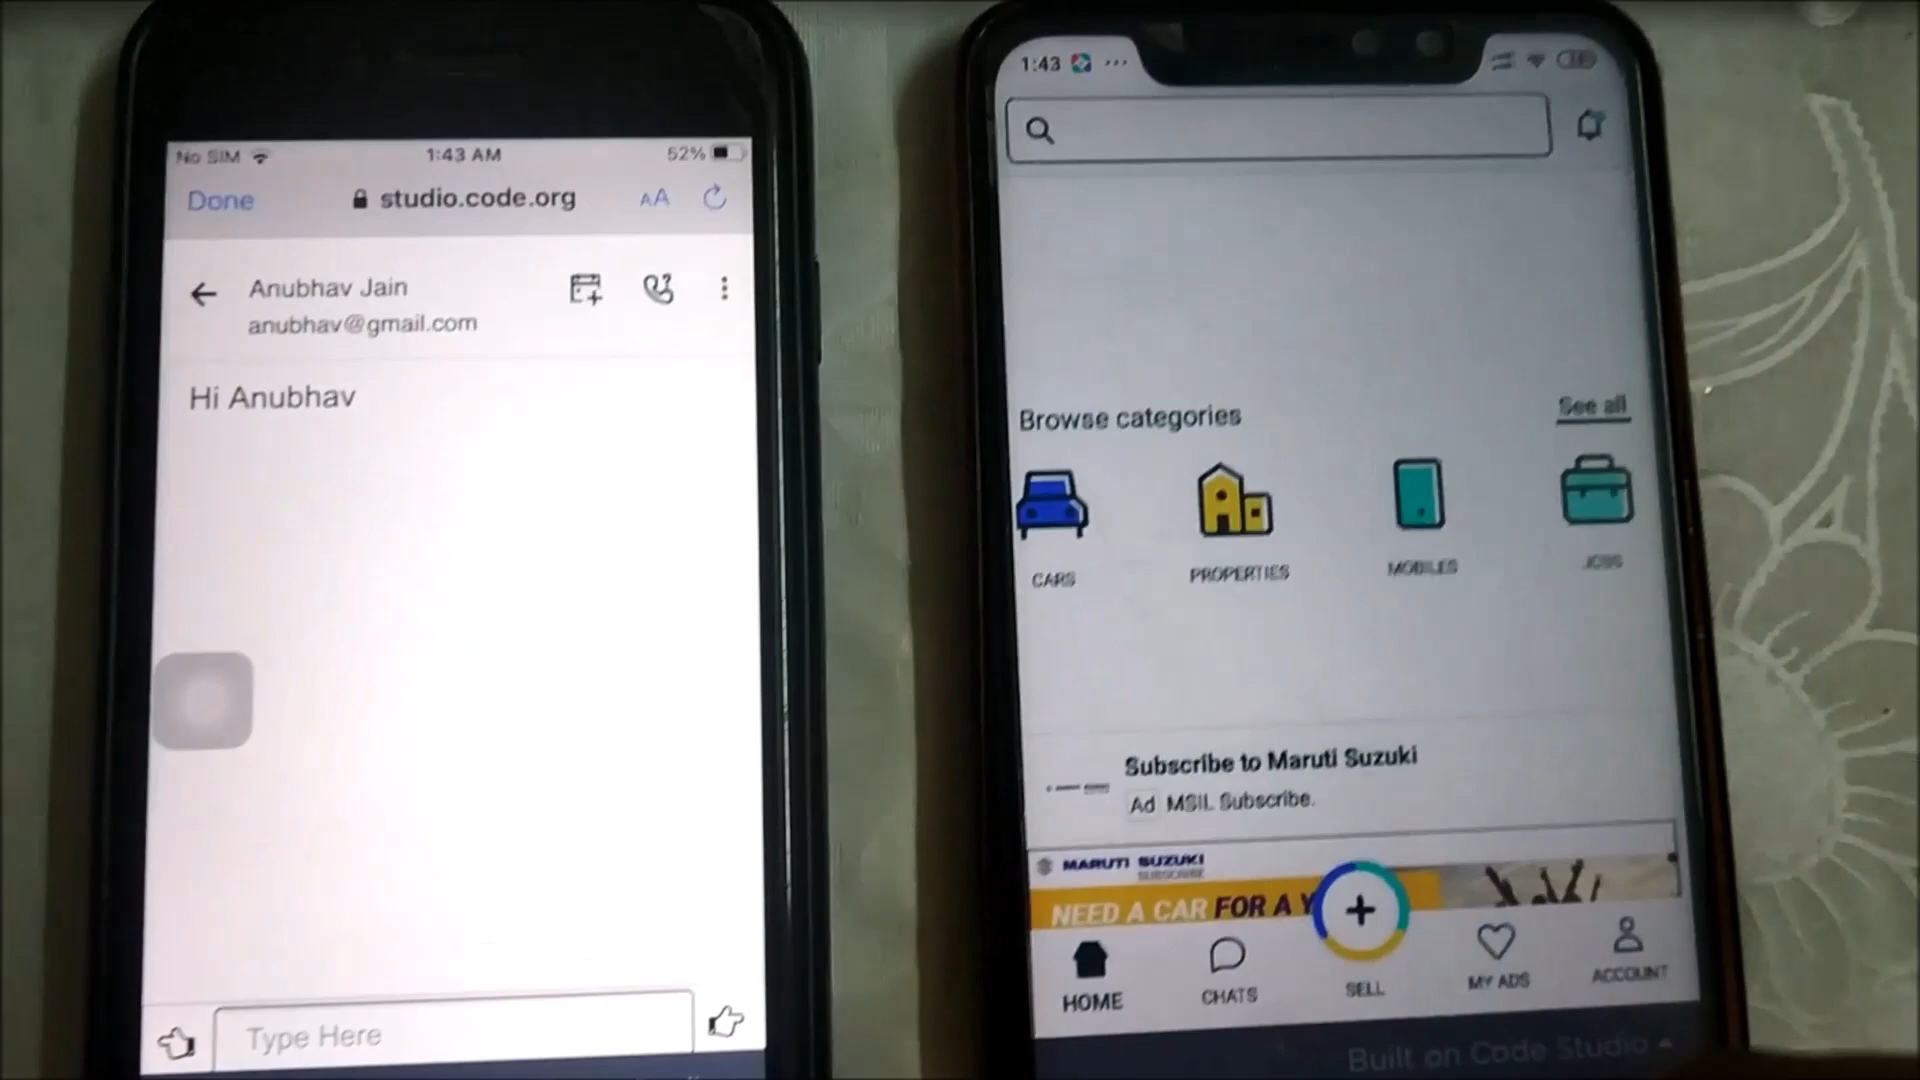 No SIM
1:43 AM
52%
Done
studio.code.org
AA
Anubhav Jain
anubhav@gmail.com
Hi Anubhav
Type Here
1:43
Browse categories
See all
CARS
PROPERTIES
MOBILES
JOBS
Subscribe to Maruti Suzuki
Ad MSIL Subscribe.
MARUTI SUZUKI
SUBSCRIBE
NEED A CAR FOR A Y
HOME
CHATS
SELL
MY ADS
ACCOUNT
Built on Code Studio